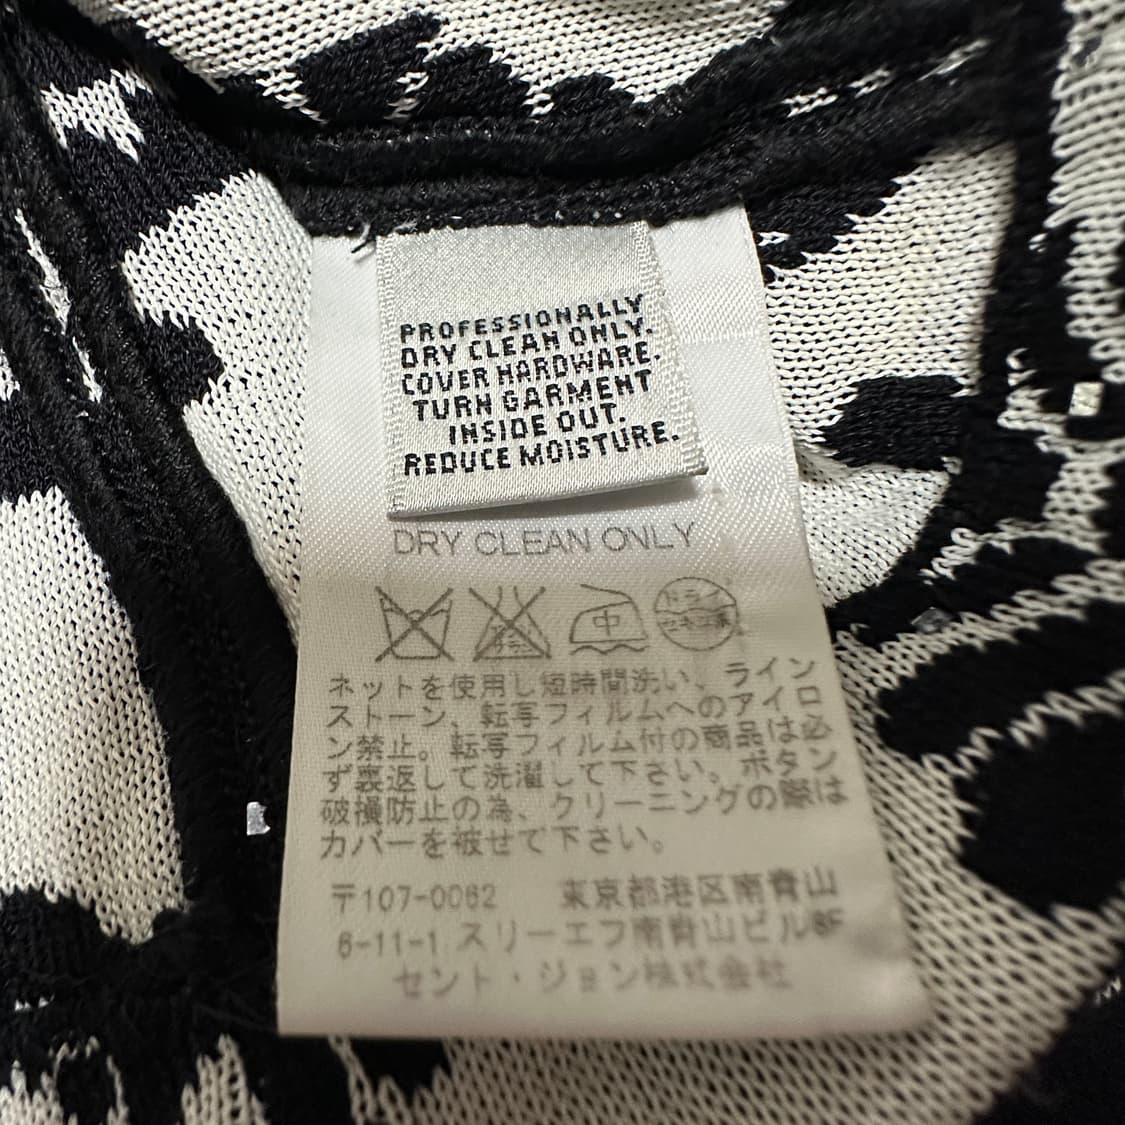 PROFESSIONALLY
DRY CLEAN ONLY.
COVER HARDWARE.
TURN GARMENT
INSIDE OUT.
REDUCE MOISTURE.
DRY CLEAN ONLY
中 ドライ
セキユ系
ネットを使用し短時間洗い、ライン
ストーン、転写フィルムへのアイロ
ン禁止。転写フィルム付の商品は必
ず裏返して洗濯して下さい。ボタン
破損防止の為、クリーニングの際は
カバーを被せて下さい。
〒107-0062 東京都港区南青山
6-11-1 スリーエフ南青山ビル8F
セント・ジョン株式会社